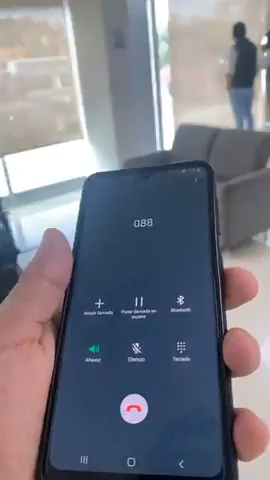 088
Añadir llamada
Poner llamada en
espera
Bluetooth
Altavoz
Silencio
Teclado